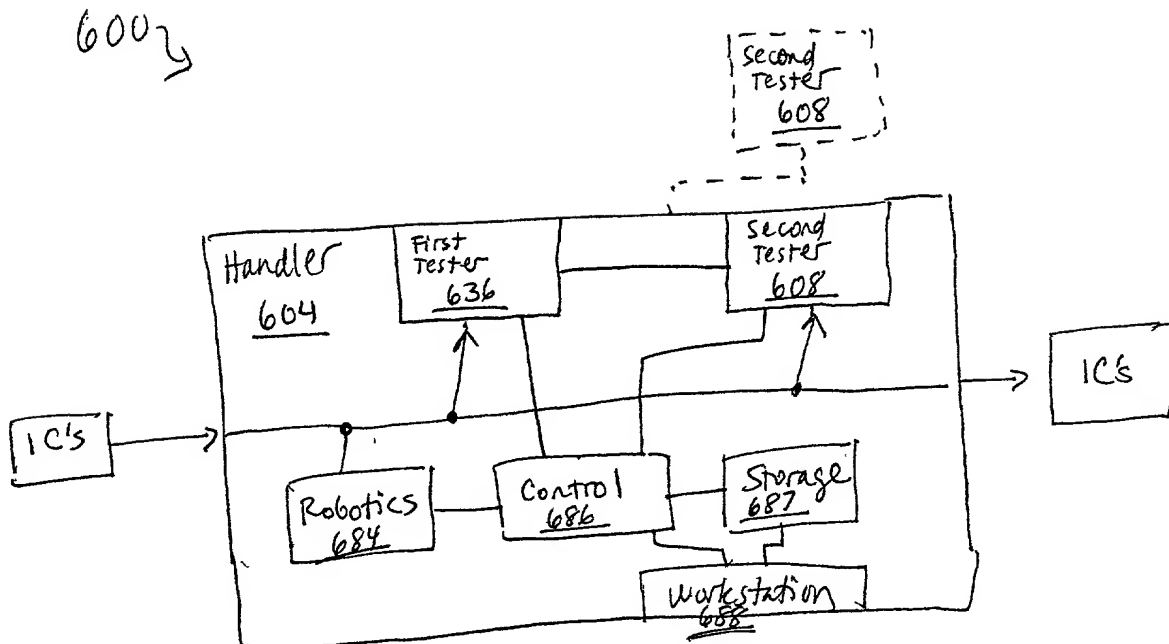 600
Second
Tester
608
Handler
604
First
Tester
636
Second
Tester
608
IC's
IC's
Robotics
684
Control
686
Storage
687
Workstation
688